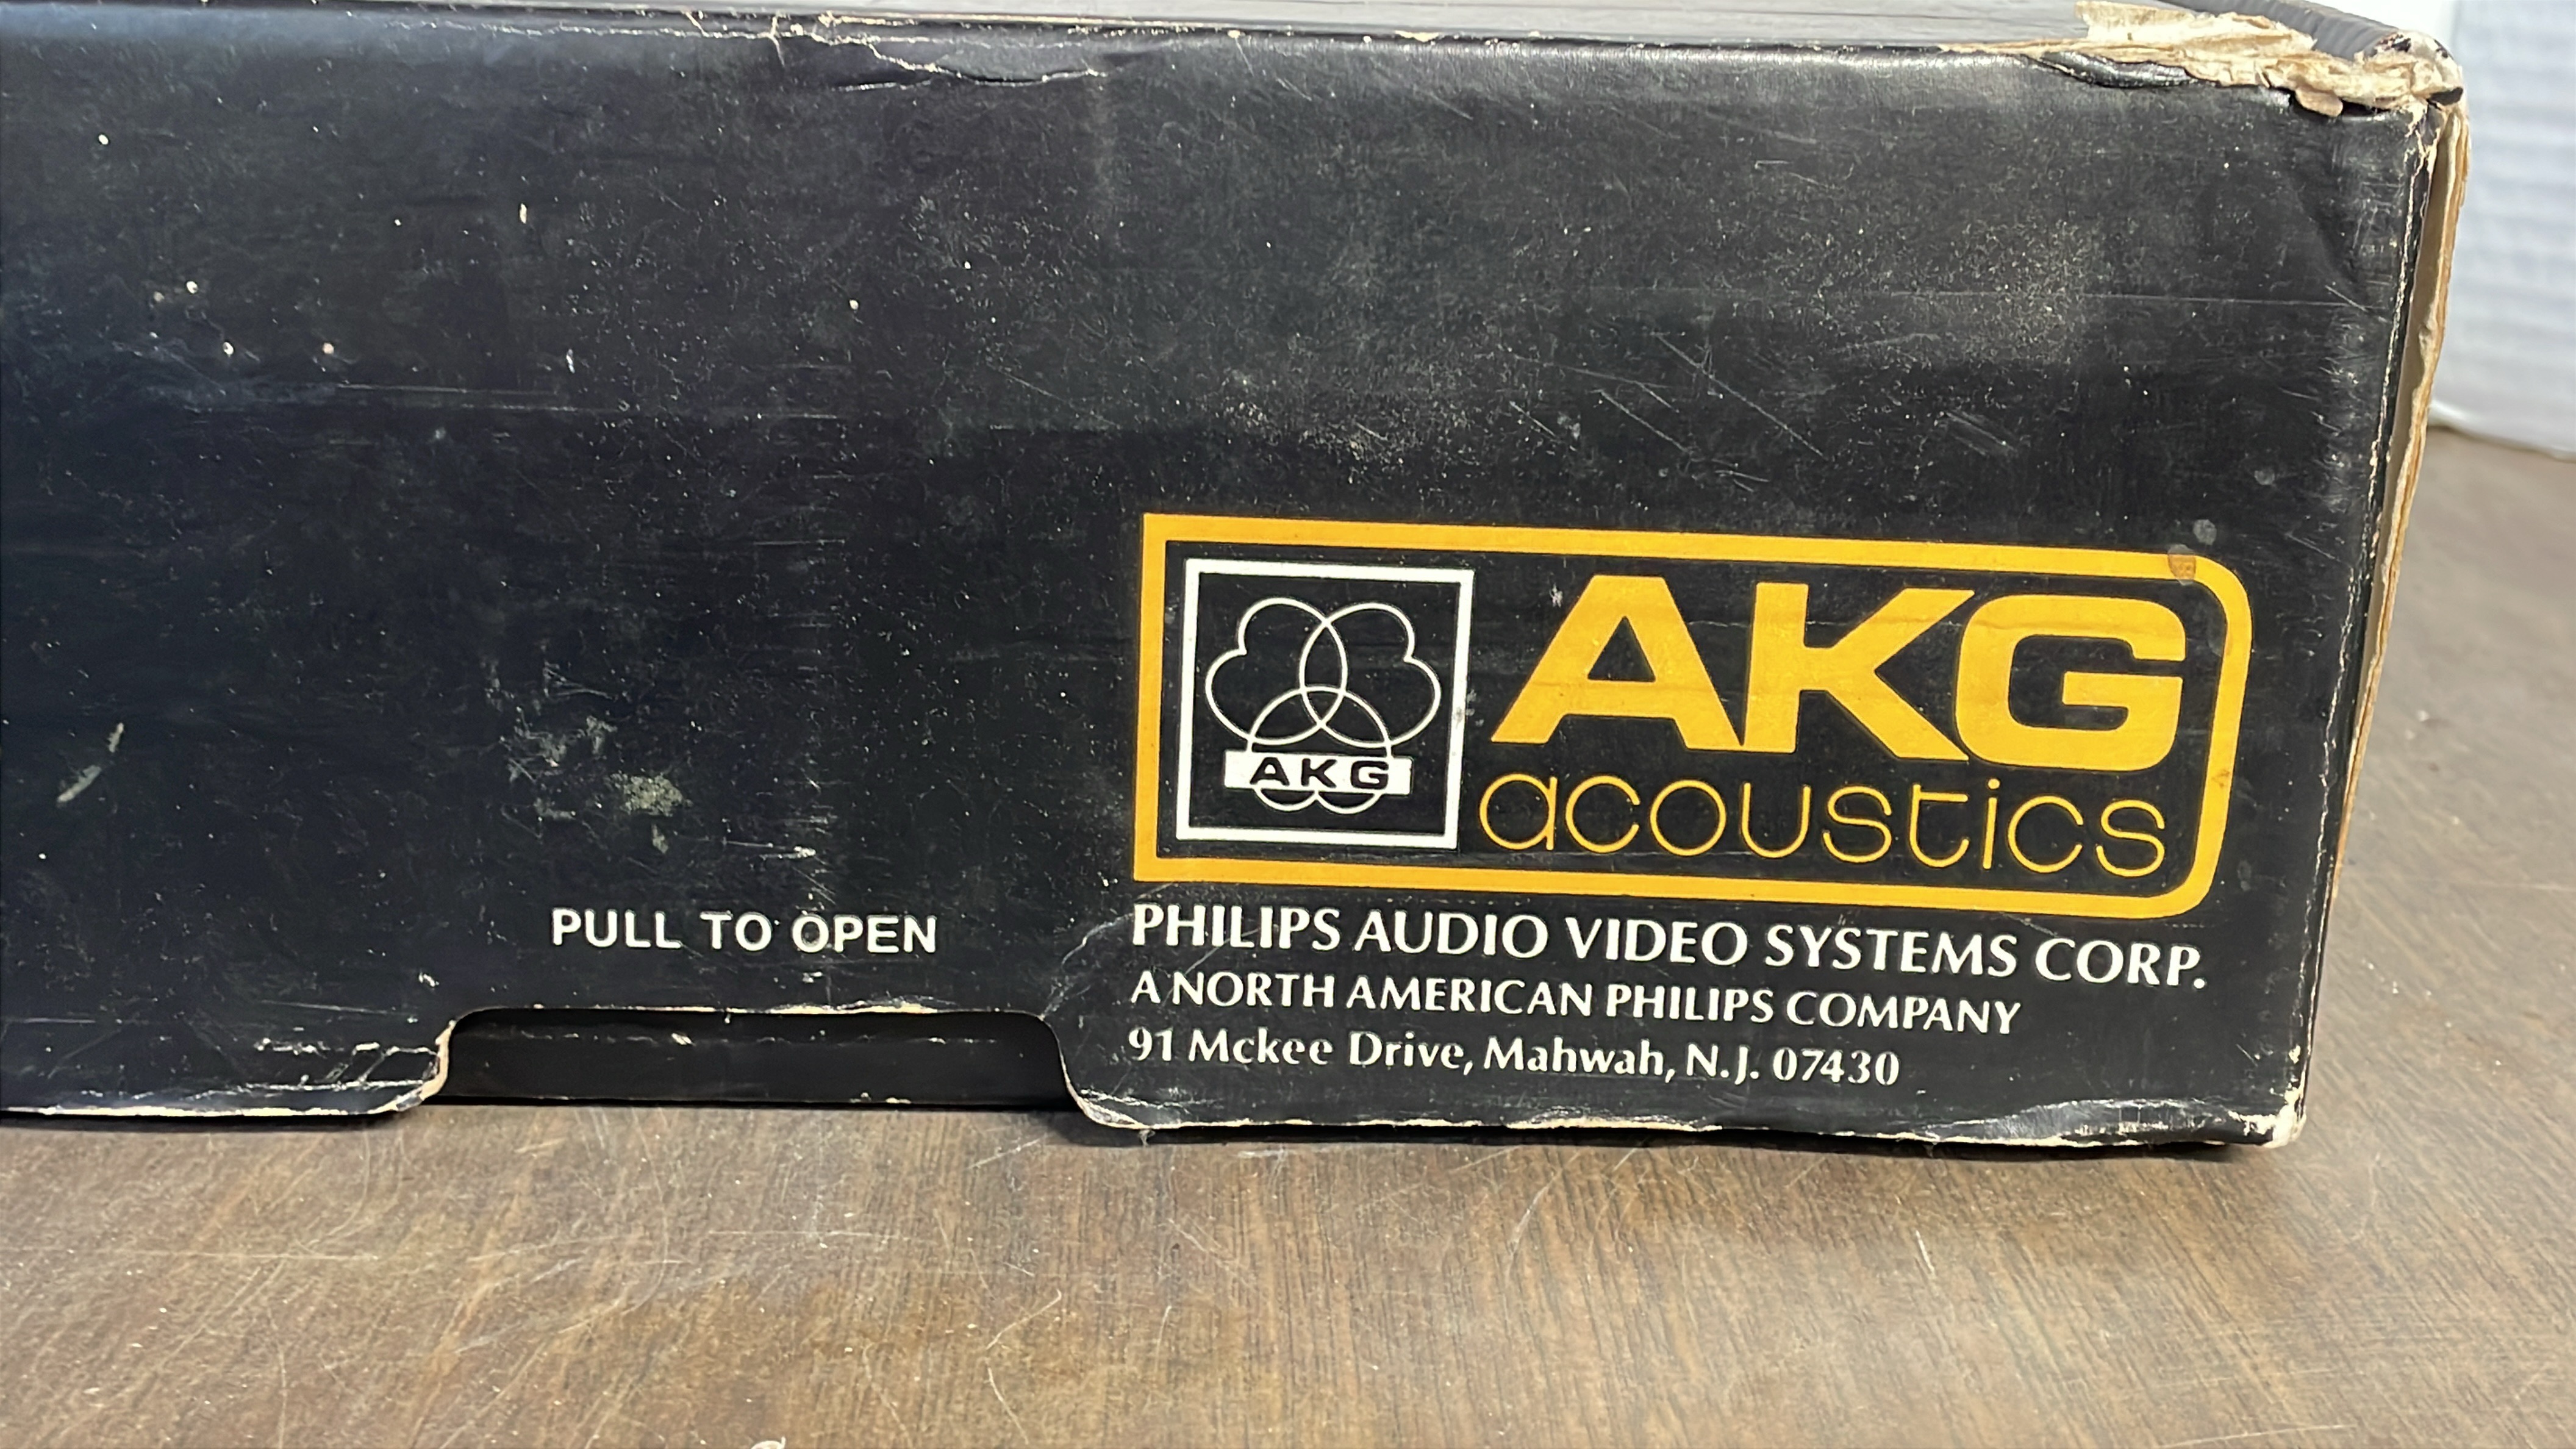 AKG
AKG
acoustics
PULL TO OPEN
PHILIPS AUDIO VIDEO SYSTEMS CORP.
A NORTH AMERICAN PHILIPS COMPANY
91 Mckee Drive, Mahwah, N.J. 07430